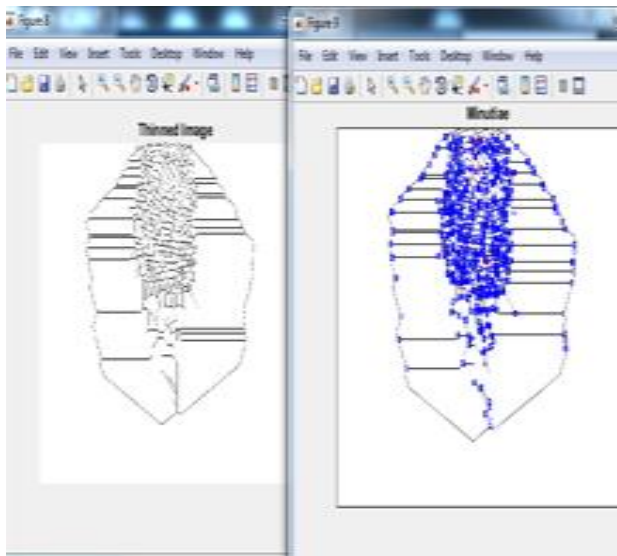 Figure 8
File Edit View Insert Tools Desktop Window Help
Thinned Image
Figure 9
File Edit View Insert Tools Desktop Window Help
Minutiae